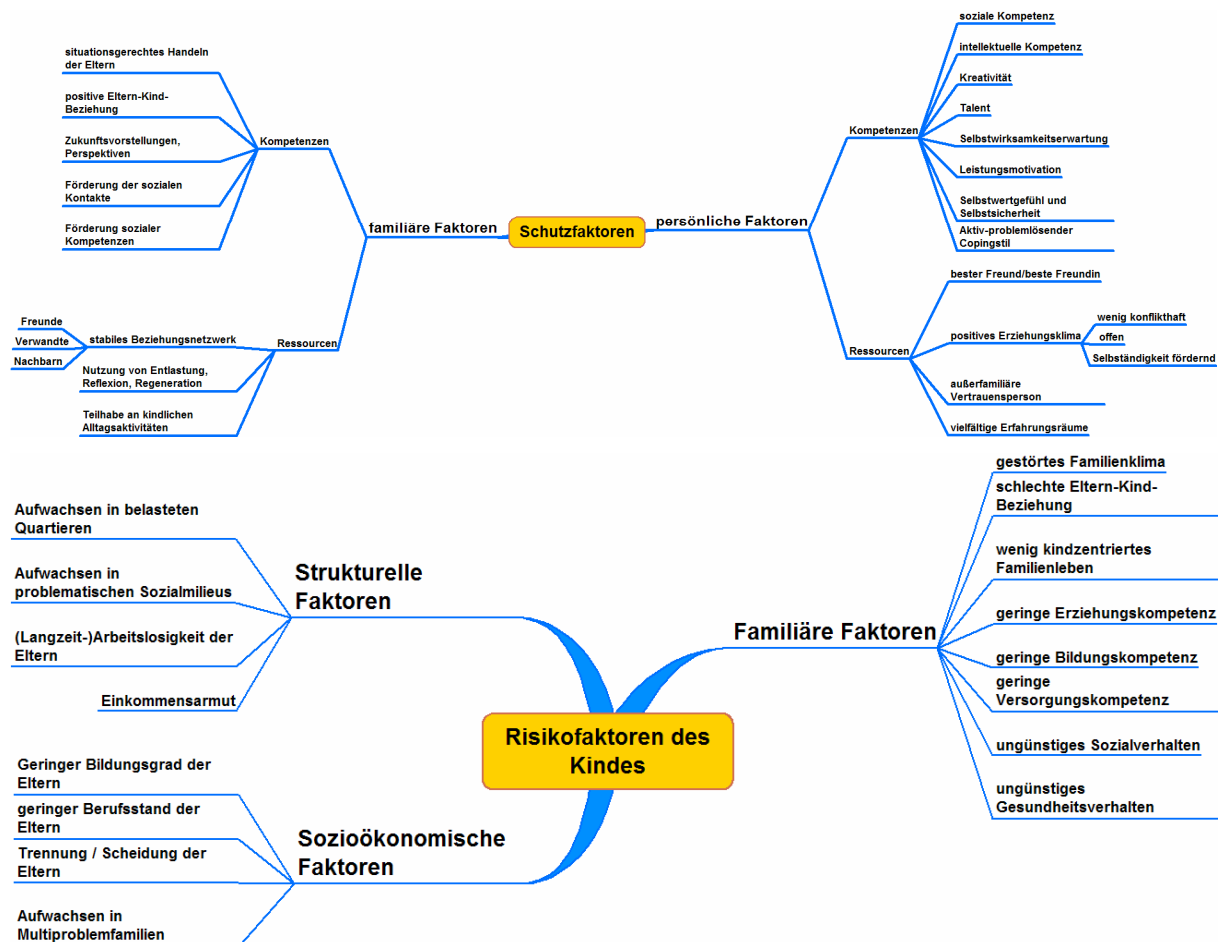 situationsgerechtes Handeln
der Eltern
positive Eltern-Kind-
Beziehung
Zukunftsvorstellungen,
Perspektiven
Förderung der sozialen
Kontakte
Förderung sozialer
Kompetenzen
Kompetenzen
familiäre Faktoren
Freunde
Verwandte
Nachbarn
stabiles Beziehungsnetzwerk
Nutzung von Entlastung,
Reflexion, Regeneration
Teilhabe an kindlichen
Alltagsaktivitäten
Ressourcen
Schutzfaktoren
persönliche Faktoren
Kompetenzen
soziale Kompetenz
intellektuelle Kompetenz
Kreativität
Talent
Selbstwirksamkeitserwartung
Leistungsmotivation
Selbstwertgefühl und
Selbstsicherheit
Aktiv-problemlösender
Copingstil
Ressourcen
bester Freund/beste Freundin
positives Erziehungsklima
wenig konflikthaft
offen
Selbständigkeit fördernd
außerfamiliäre
Vertrauensperson
vielfältige Erfahrungsräume
Aufwachsen in belasteten
Quartieren
Aufwachsen in
problematischen Sozialmilieus
(Langzeit-)Arbeitslosigkeit der
Eltern
Einkommensarmut
Strukturelle
Faktoren
Geringer Bildungsgrad der
Eltern
geringer Berufsstand der
Eltern
Trennung / Scheidung der
Eltern
Aufwachsen in
Multiproblemfamilien
Sozioökonomische
Faktoren
Risikofaktoren des
Kindes
Familiäre Faktoren
gestörtes Familienklima
schlechte Eltern-Kind-
Beziehung
wenig kindzentriertes
Familienleben
geringe Erziehungskompetenz
geringe Bildungskompetenz
geringe
Versorgungskompetenz
ungünstiges Sozialverhalten
ungünstiges
Gesundheitsverhalten